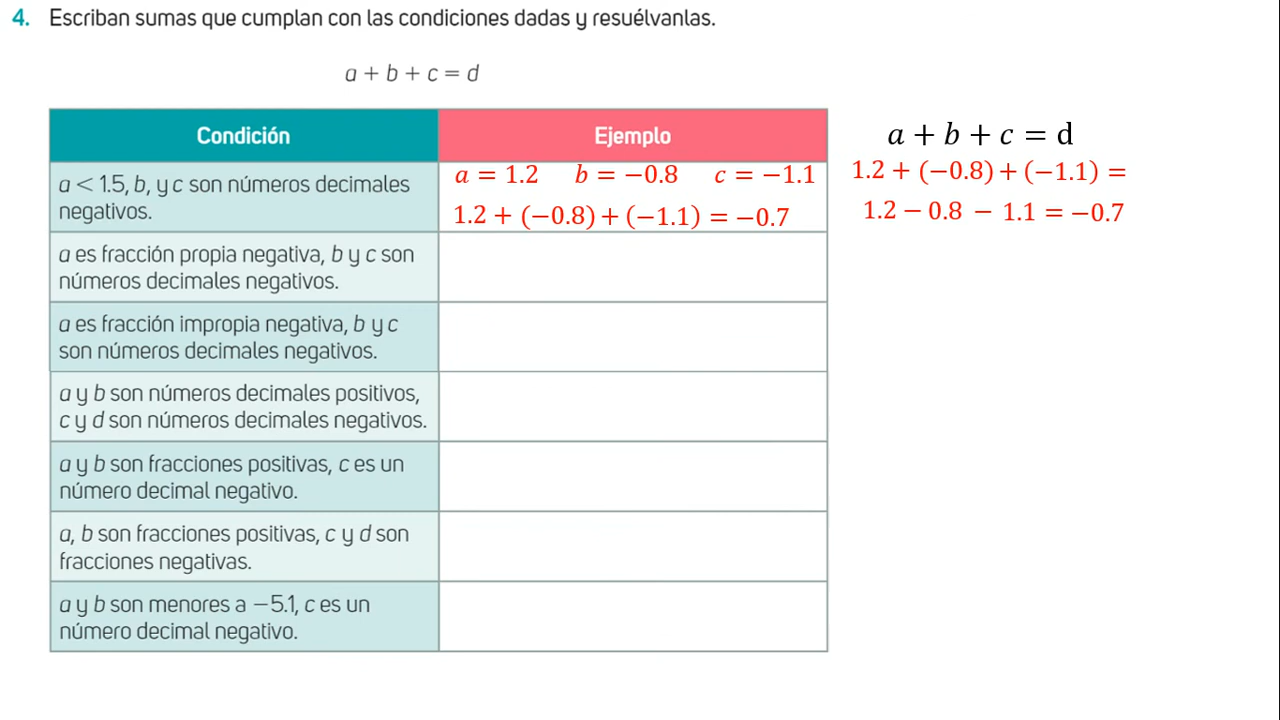 4. Escriban sumas que cumplan con las condiciones dadas y resuélvanlas.
a + b + c = d
Condición
Ejemplo
a < 1.5, b, y c son números decimales
negativos.
a = 1.2 b = −0.8 c = −1.1
1.2 + (−0.8) + (−1.1) = −0.7
a es fracción propia negativa, b y c son
números decimales negativos.
a es fracción impropia negativa, b y c
son números decimales negativos.
a y b son números decimales positivos,
c y d son números decimales negativos.
a y b son fracciones positivas, c es un
número decimal negativo.
a, b son fracciones positivas, c y d son
fracciones negativas.
a y b son menores a −5.1, c es un
número decimal negativo.
a + b + c = d
1.2 + (−0.8) + (−1.1) =
1.2 − 0.8 − 1.1 = −0.7